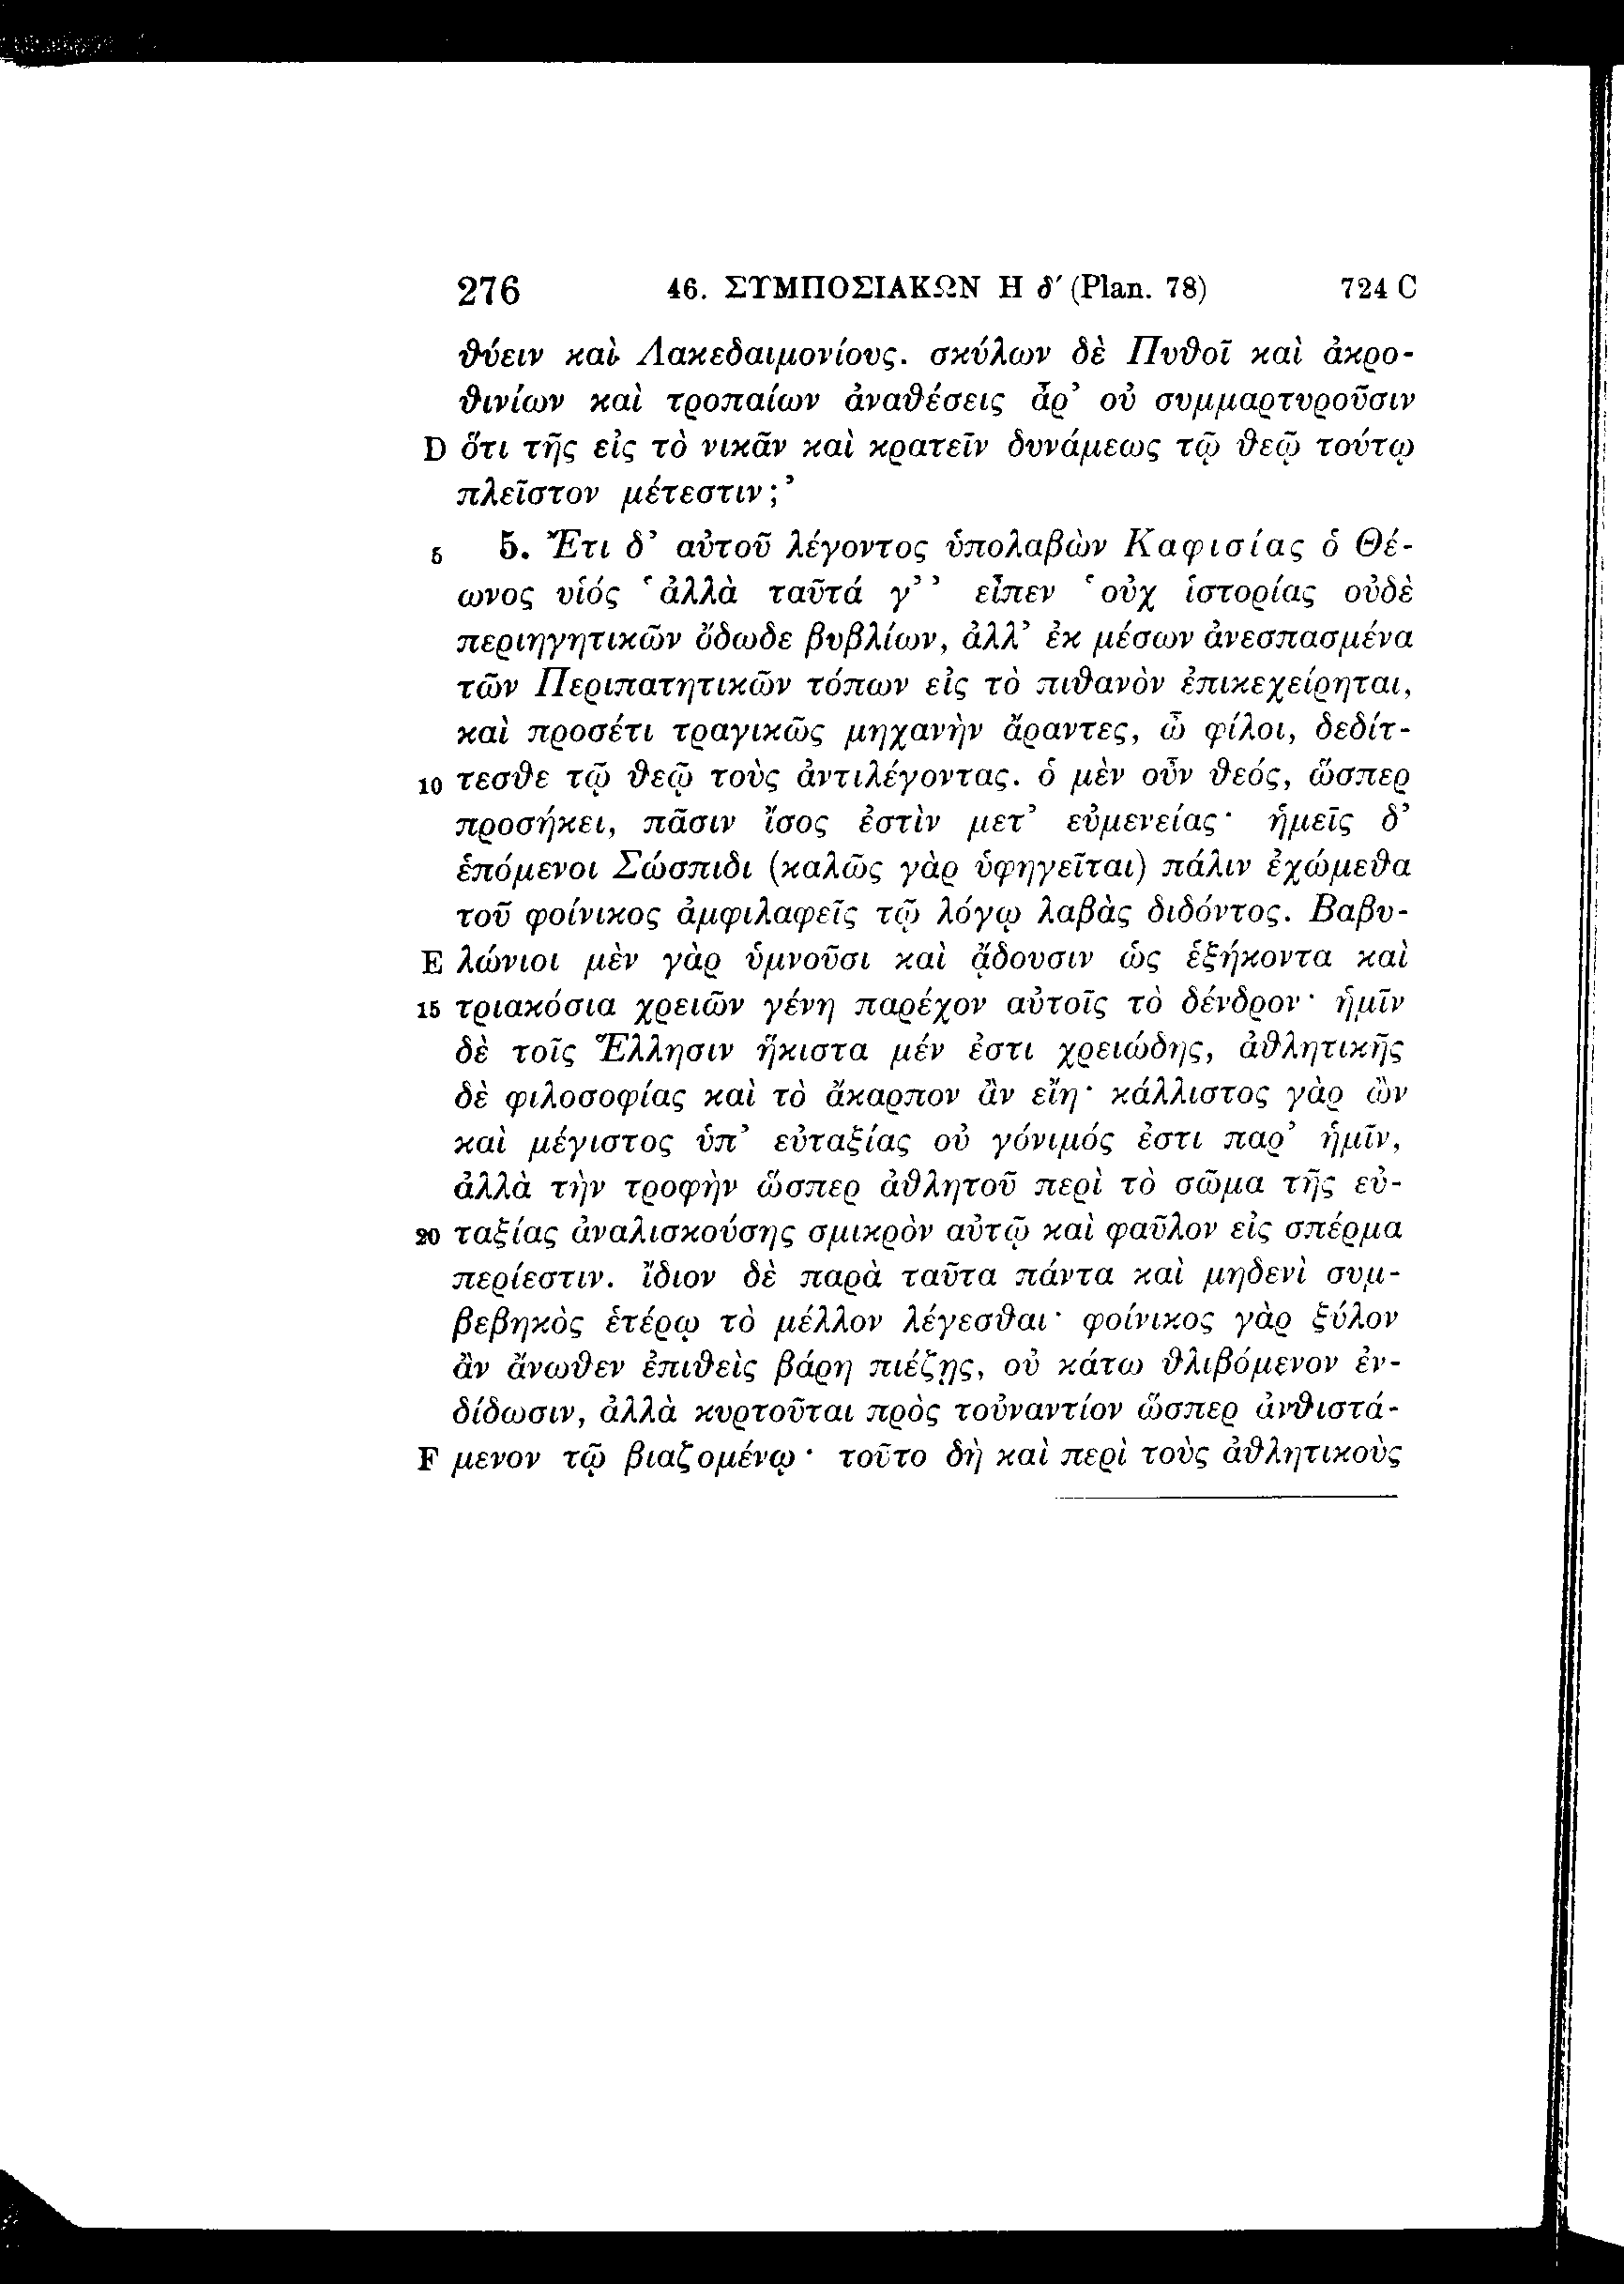 276 46. ΣΥΜΠΟΣΙΑΚΩΝ Η δ′ (Plan. 78) 724 C
θύειν καὶ Λακεδαιμονίους. σκύλων δὲ Πυθοῖ καὶ ἀκρο-
θινίων καὶ τροπαίων ἀναθέσεις ἆρ’ οὐ συμμαρτυροῦσιν
D ὅτι τῆς εἰς τὸ νικᾶν καὶ κρατεῖν δυνάμεως τῷ θεῷ τούτῳ
πλεῖστον μέτεστιν;’
5 5. Ἔτι δ’ αὐτοῦ λέγοντος ὑπολαβὼν Καφισίας ὁ Θέ-
ωνος υἱός ‘ἀλλὰ ταῦτά γ’’ εἶπεν ‘οὐχ ἱστορίας οὐδὲ
περιηγητικῶν ὄδωδε βυβλίων, ἀλλ’ ἐκ μέσων ἀνεσπασμένα
τῶν Περιπατητικῶν τόπων εἰς τὸ πιθανὸν ἐπικεχείρηται,
καὶ προσέτι τραγικῶς μηχανὴν ἄραντες, ὦ φίλοι, δεδίτ-
10 τεσθε τῷ θεῷ τοὺς ἀντιλέγοντας. ὁ μὲν οὖν θεός, ὥσπερ
προσήκει, πᾶσιν ἴσος ἐστὶν μετ’ εὐμενείας· ἡμεῖς δ’
ἑπόμενοι Σώσπιδι (καλῶς γὰρ ὑφηγεῖται) πάλιν ἐχώμεθα
τοῦ φοίνικος ἀμφιλαφεῖς τῷ λόγῳ λαβὰς διδόντος. Βαβυ-
E λώνιοι μὲν γὰρ ὑμνοῦσι καὶ ᾄδουσιν ὡς ἑξήκοντα καὶ
15 τριακόσια χρειῶν γένη παρέχον αὐτοῖς τὸ δένδρον· ἡμῖν
δὲ τοῖς Ἕλλησιν ἥκιστα μέν ἐστι χρειώδης, ἀθλητικῆς
δὲ φιλοσοφίας καὶ τὸ ἄκαρπον ἂν εἴη· κάλλιστος γὰρ ὢν
καὶ μέγιστος ὑπ’ εὐταξίας οὐ γόνιμός ἐστι παρ’ ἡμῖν,
ἀλλὰ τὴν τροφὴν ὥσπερ ἀθλητοῦ περὶ τὸ σῶμα τῆς εὐ-
20 ταξίας ἀναλισκούσης σμικρὸν αὐτῷ καὶ φαῦλον εἰς σπέρμα
περίεστιν. ἴδιον δὲ παρὰ ταῦτα πάντα καὶ μηδενὶ συμ-
βεβηκὸς ἑτέρῳ τὸ μέλλον λέγεσθαι· φοίνικος γὰρ ξύλον
ἂν ἄνωθεν ἐπιθεὶς βάρη πιέζῃς, οὐ κάτω θλιβόμενον ἐν-
δίδωσιν, ἀλλὰ κυρτοῦται πρὸς τοὐναντίον ὥσπερ ἀνθιστά-
F μενον τῷ βιαζομένῳ· τοῦτο δὴ καὶ περὶ τοὺς ἀθλητικοὺς